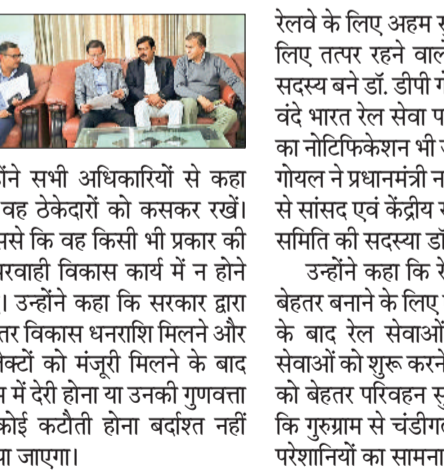 होंने सभी अधिकारियों से कहा
वह ठेकेदारों को कसकर रखें।
ससे कि वह किसी भी प्रकार की
परवाही विकास कार्य में न होने
। उन्होंने कहा कि सरकार द्वारा
तर विकास धनराशि मिलने और
जेक्टों को मंजूरी मिलने के बाद
में देरी होना या उनकी गुणवत्ता
कोई कटौती होना बर्दाश्त नहीं
या जाएगा।
रेलवे के लिए अहम
लिए तत्पर रहने वाल
सदस्य बने डॉ. डीपी ग
वंदे भारत रेल सेवा प
का नोटिफिकेशन भी
गोयल ने प्रधानमंत्री न
से सांसद एवं केंद्रीय
समिति की सदस्या डॉ
उन्होंने कहा कि रे
बेहतर बनाने के लिए
के बाद रेल सेवाओं
सेवाओं को शुरू करने
को बेहतर परिवहन सु
कि गुरुग्राम से चंडीगढ़
परेशानियों का सामना